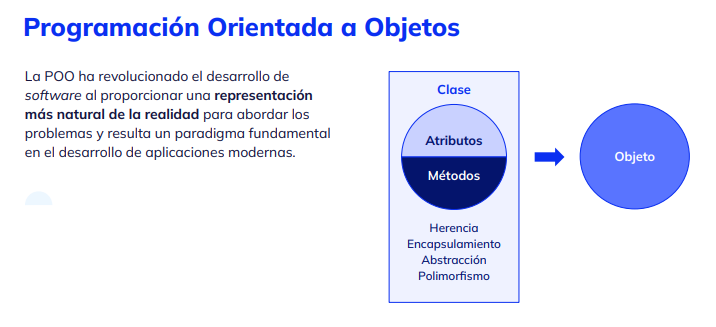 Programación Orientada a Objetos
La POO ha revolucionado el desarrollo de
software al proporcionar una representación
más natural de la realidad para abordar los
problemas y resulta un paradigma fundamental
en el desarrollo de aplicaciones modernas.
Clase
Atributos
Métodos
Herencia
Encapsulamiento
Abstracción
Polimorfismo
Objeto